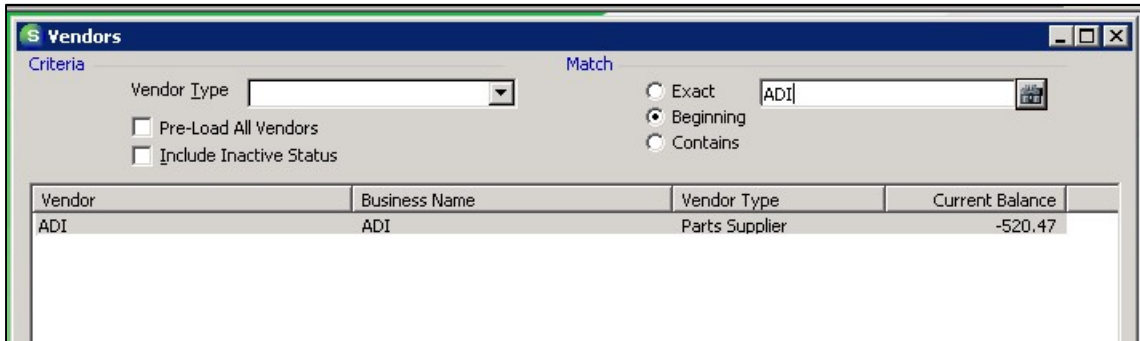 S Vendors
Criteria Match
Vendor Type Exact ADI
Pre-Load All Vendors Beginning
Include Inactive Status Contains
Vendor Business Name Vendor Type Current Balance
ADI ADI Parts Supplier -520.47